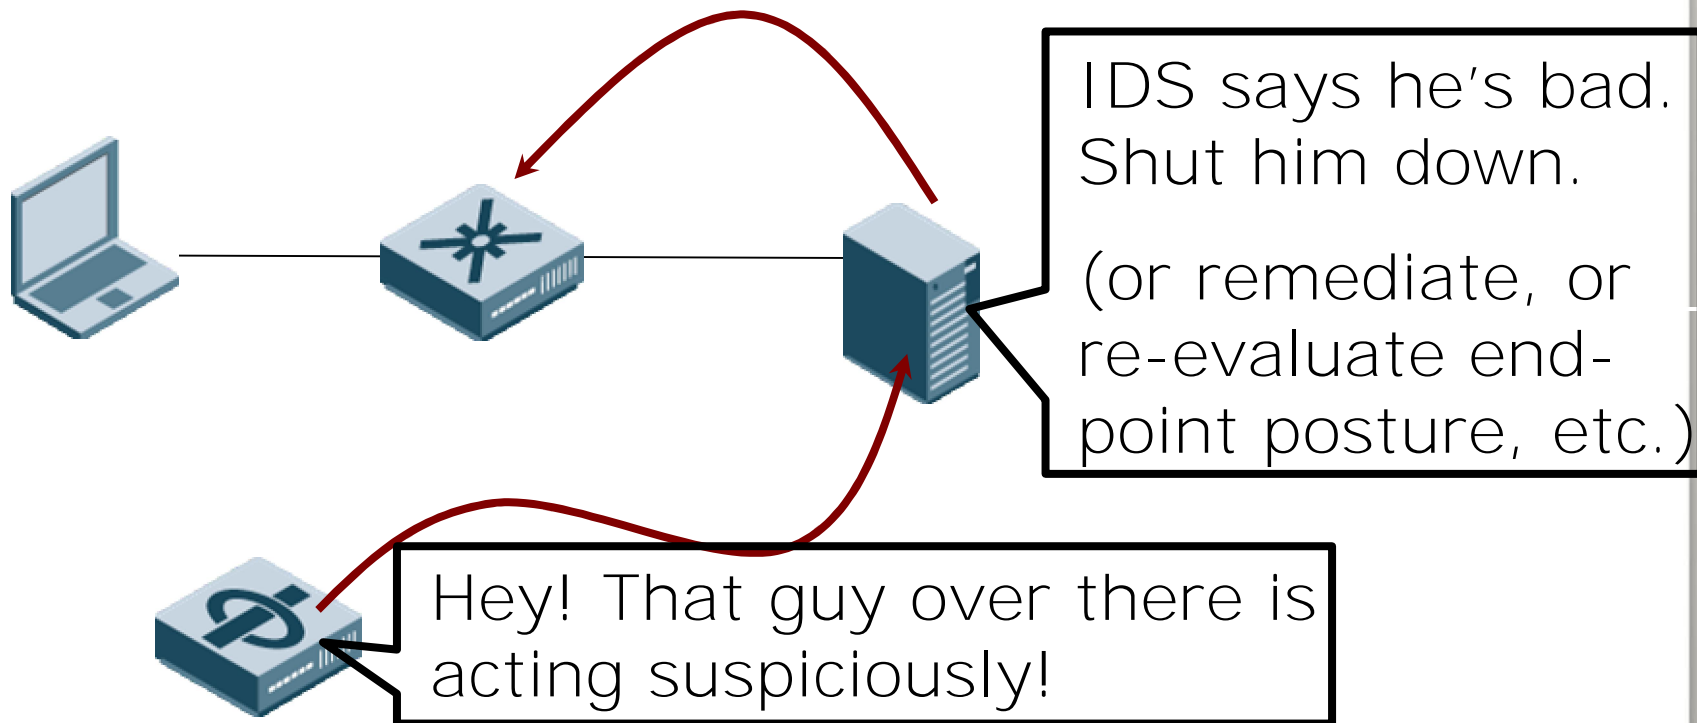 IDS says he's bad.
Shut him down.
(or remediate, or
re-evaluate end-
point posture, etc.)
Hey! That guy over there is
acting suspiciously!